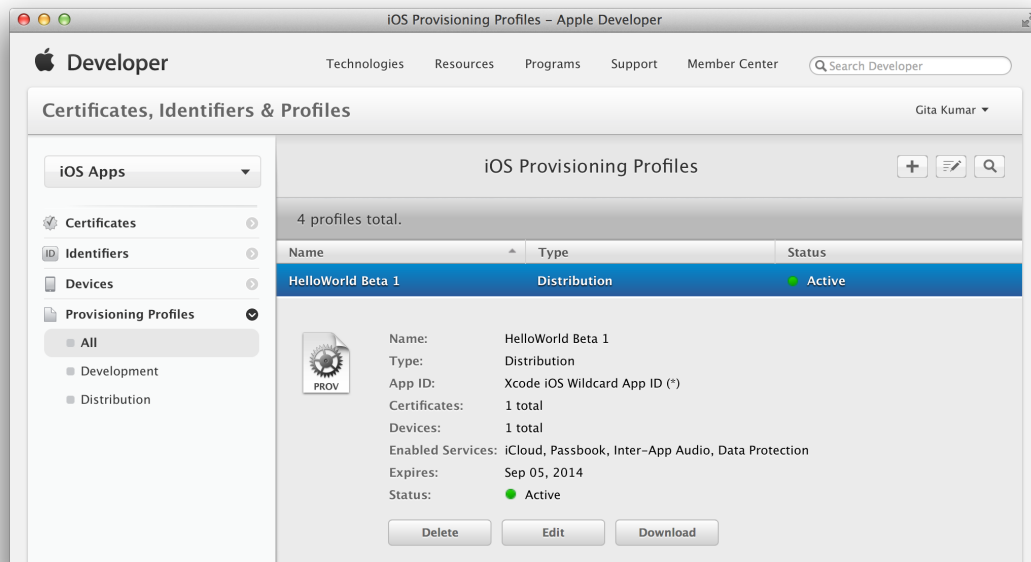 iOS Provisioning Profiles – Apple Developer
Developer
Technologies Resources Programs Support Member Center Search Developer
Certificates, Identifiers & Profiles
Gita Kumar
iOS Apps
iOS Provisioning Profiles
4 profiles total.
Certificates
ID Identifiers
Devices
Provisioning Profiles
All
Development
Distribution
Name Type Status
HelloWorld Beta 1 Distribution Active
PROV
Name: HelloWorld Beta 1
Type: Distribution
App ID: Xcode iOS Wildcard App ID (*)
Certificates: 1 total
Devices: 1 total
Enabled Services: iCloud, Passbook, Inter-App Audio, Data Protection
Expires: Sep 05, 2014
Status: Active
Delete Edit Download